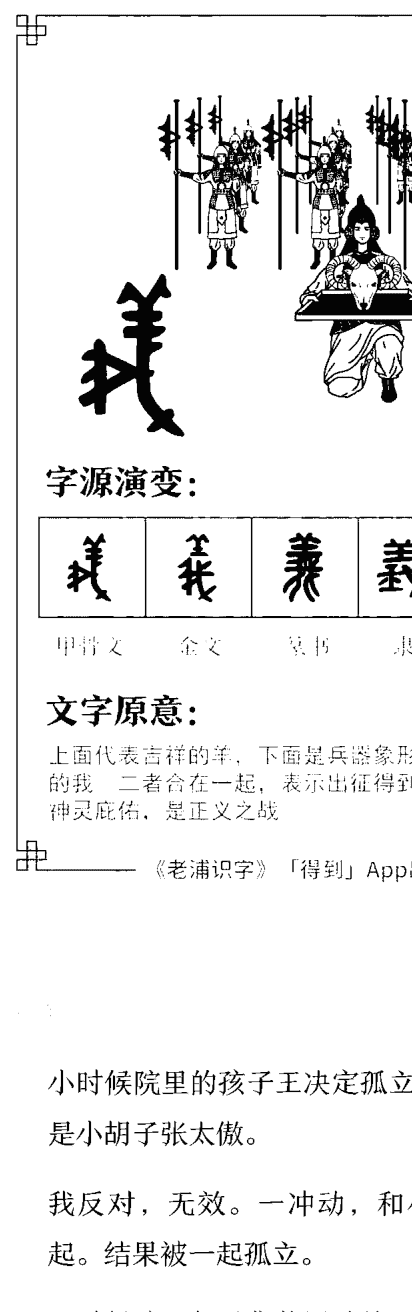 字源演变：
甲骨文 金文 篆书
文字原意：
上面代表吉祥的羊，下面是兵器象形
的我 二者合在一起，表示出征得到
神灵庇佑，是正义之战
《老浦识字》「得到」App
小时候院里的孩子王决定孤立
是小胡子张太傲。
我反对，无效。一冲动，和
起。结果被一起孤立。